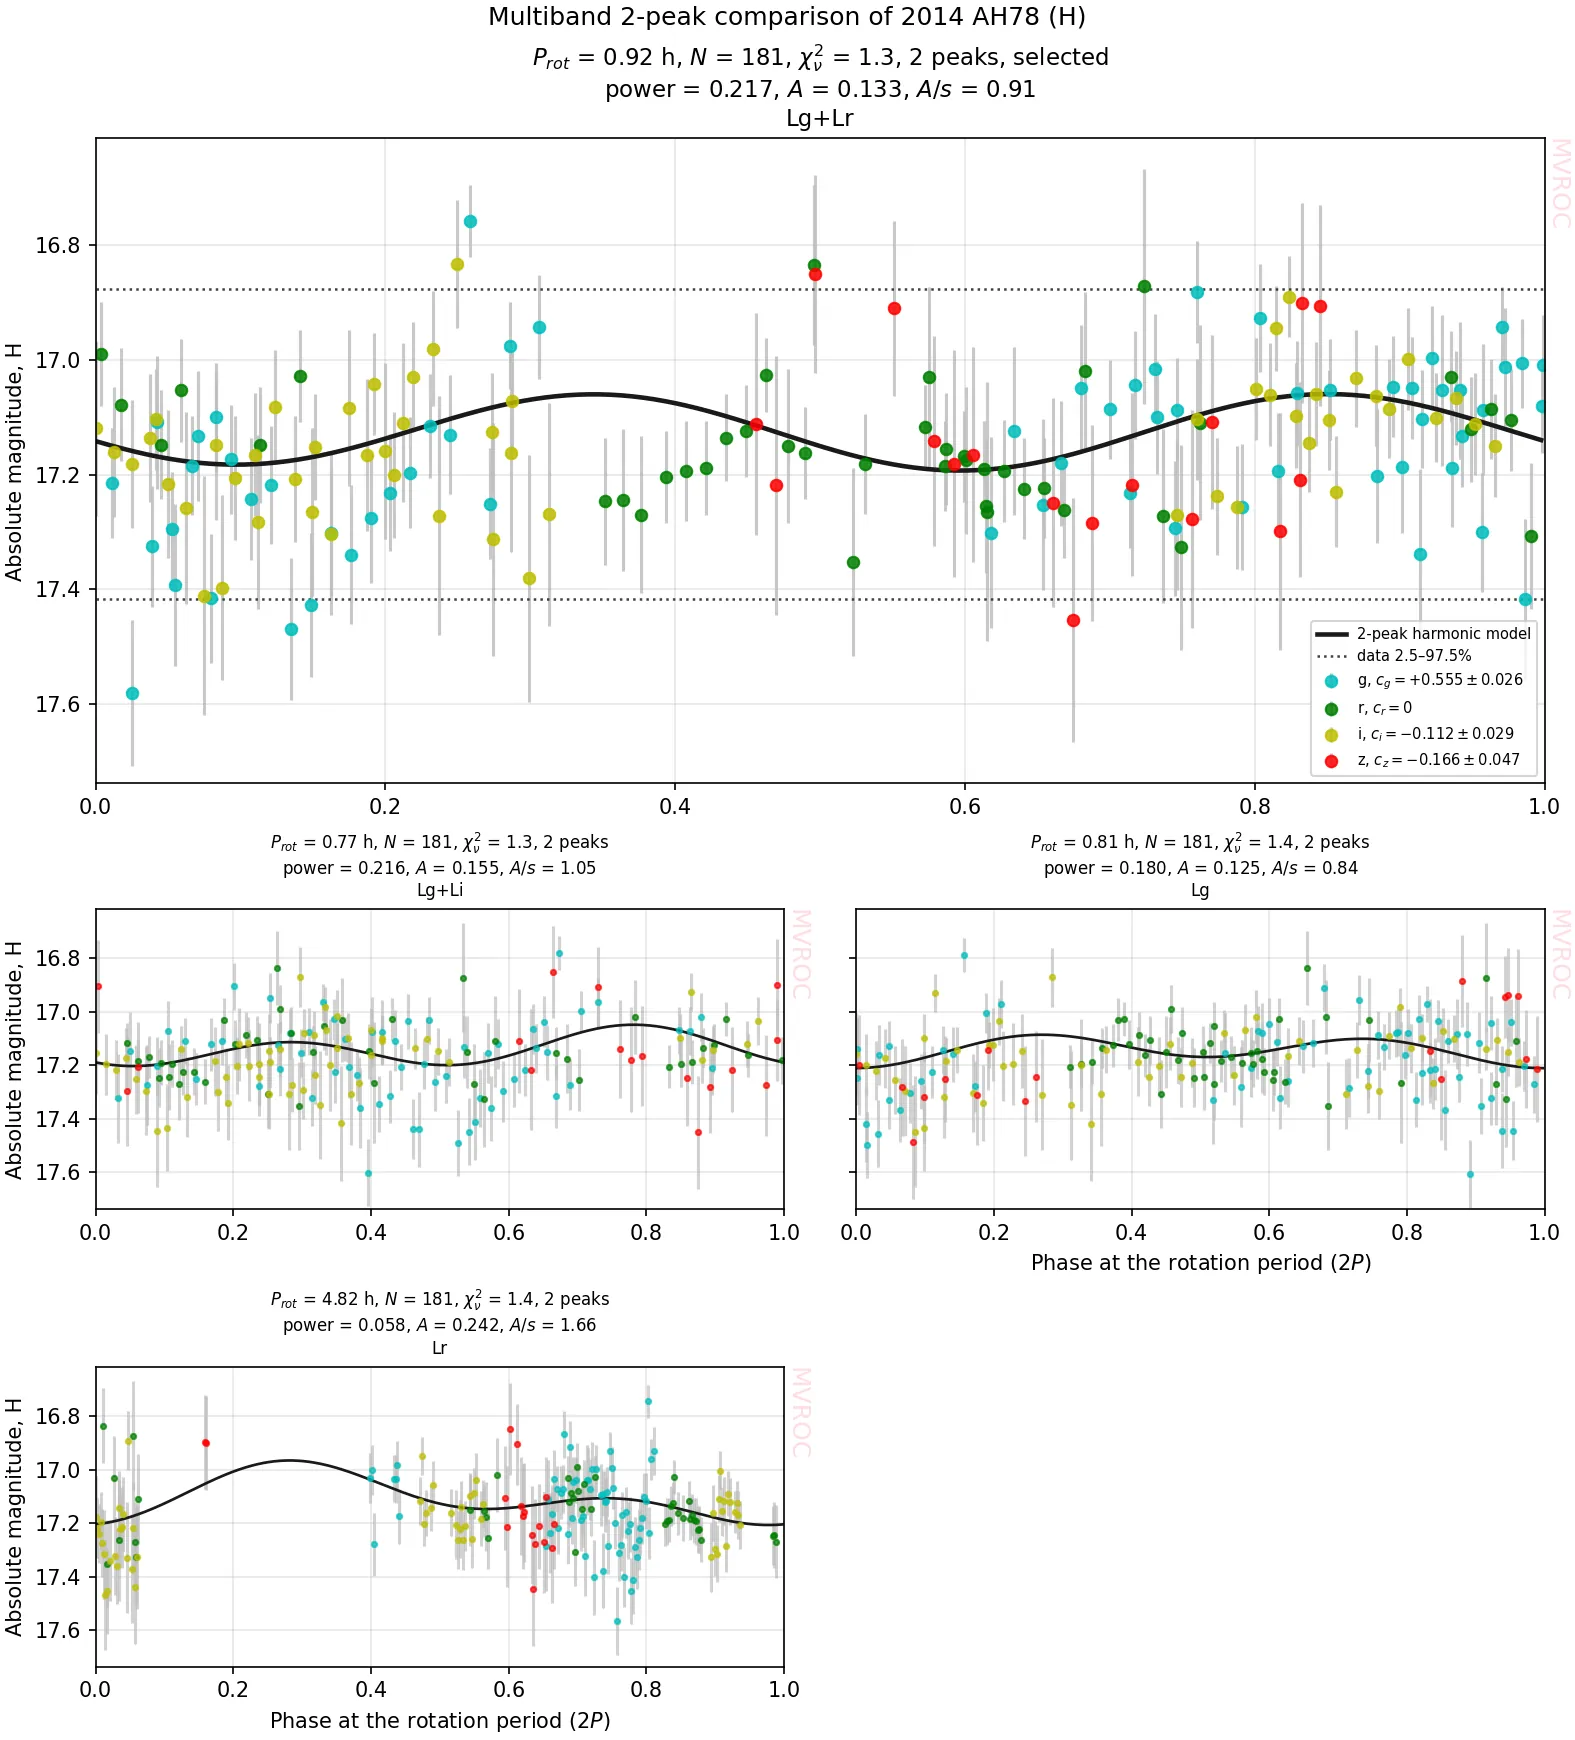 Multiband 2-peak comparison of 2014 AH78 (H)
P_rot = 0.92 h, N = 181, χ²_ν = 1.3, 2 peaks, selected
power = 0.217, A = 0.133, A/s = 0.91
Lg+Lr
MVROC
Absolute magnitude, H
16.8
17.0
17.2
17.4
17.6
2-peak harmonic model
data 2.5–97.5%
g, c_g = +0.555 ± 0.026
r, c_r = 0
i, c_i = −0.112 ± 0.029
z, c_z = −0.166 ± 0.047
0.0 0.2 0.4 0.6 0.8 1.0
P_rot = 0.77 h, N = 181, χ²_ν = 1.3, 2 peaks
power = 0.216, A = 0.155, A/s = 1.05
Lg+Li
MVROC
Absolute magnitude, H
16.8
17.0
17.2
17.4
17.6
0.0 0.2 0.4 0.6 0.8 1.0
P_rot = 0.81 h, N = 181, χ²_ν = 1.4, 2 peaks
power = 0.180, A = 0.125, A/s = 0.84
Lg
MVROC
0.0 0.2 0.4 0.6 0.8 1.0
Phase at the rotation period (2P)
P_rot = 4.82 h, N = 181, χ²_ν = 1.4, 2 peaks
power = 0.058, A = 0.242, A/s = 1.66
Lr
MVROC
Absolute magnitude, H
16.8
17.0
17.2
17.4
17.6
0.0 0.2 0.4 0.6 0.8 1.0
Phase at the rotation period (2P)